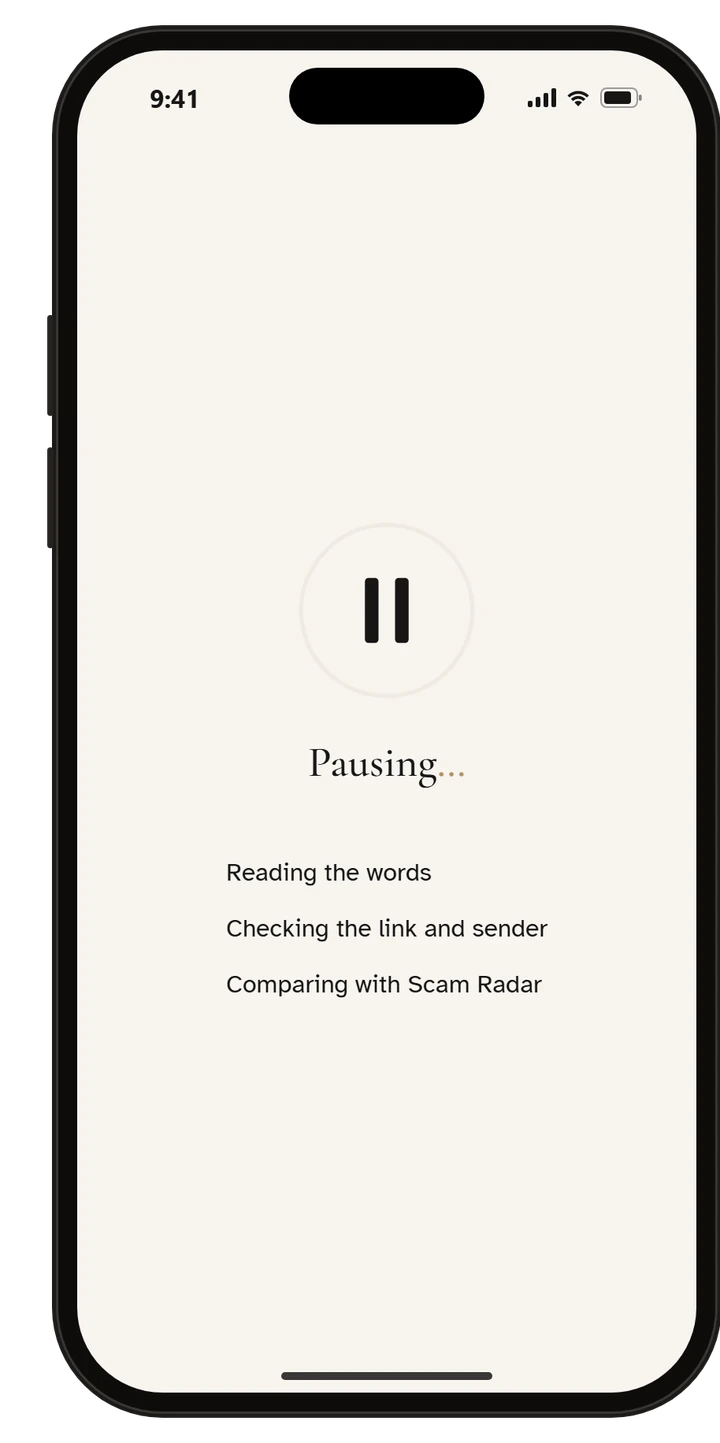 9:41
Pausing...
Reading the words
Checking the link and sender
Comparing with Scam Radar